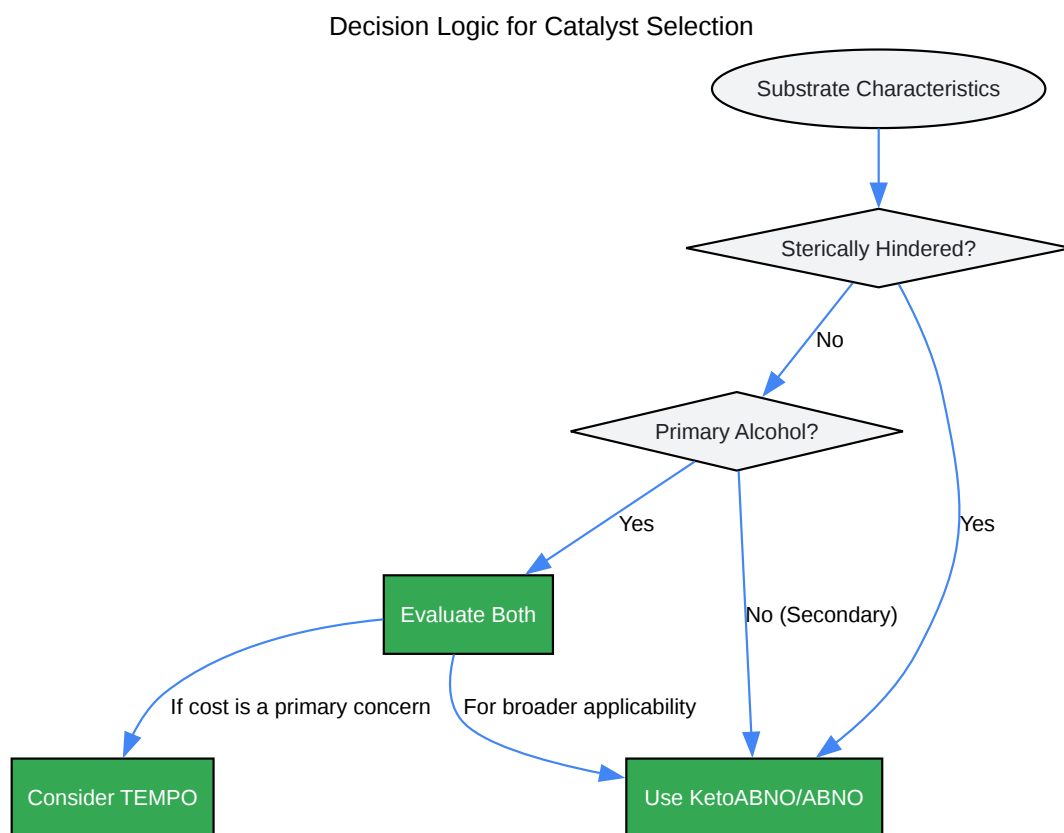 Decision Logic for Catalyst Selection
Substrate Characteristics
Sterically Hindered?
No
Primary Alcohol?
Yes
Yes
Evaluate Both
No (Secondary)
If cost is a primary concern
For broader applicability
Consider TEMPO
Use KetoABNO/ABNO